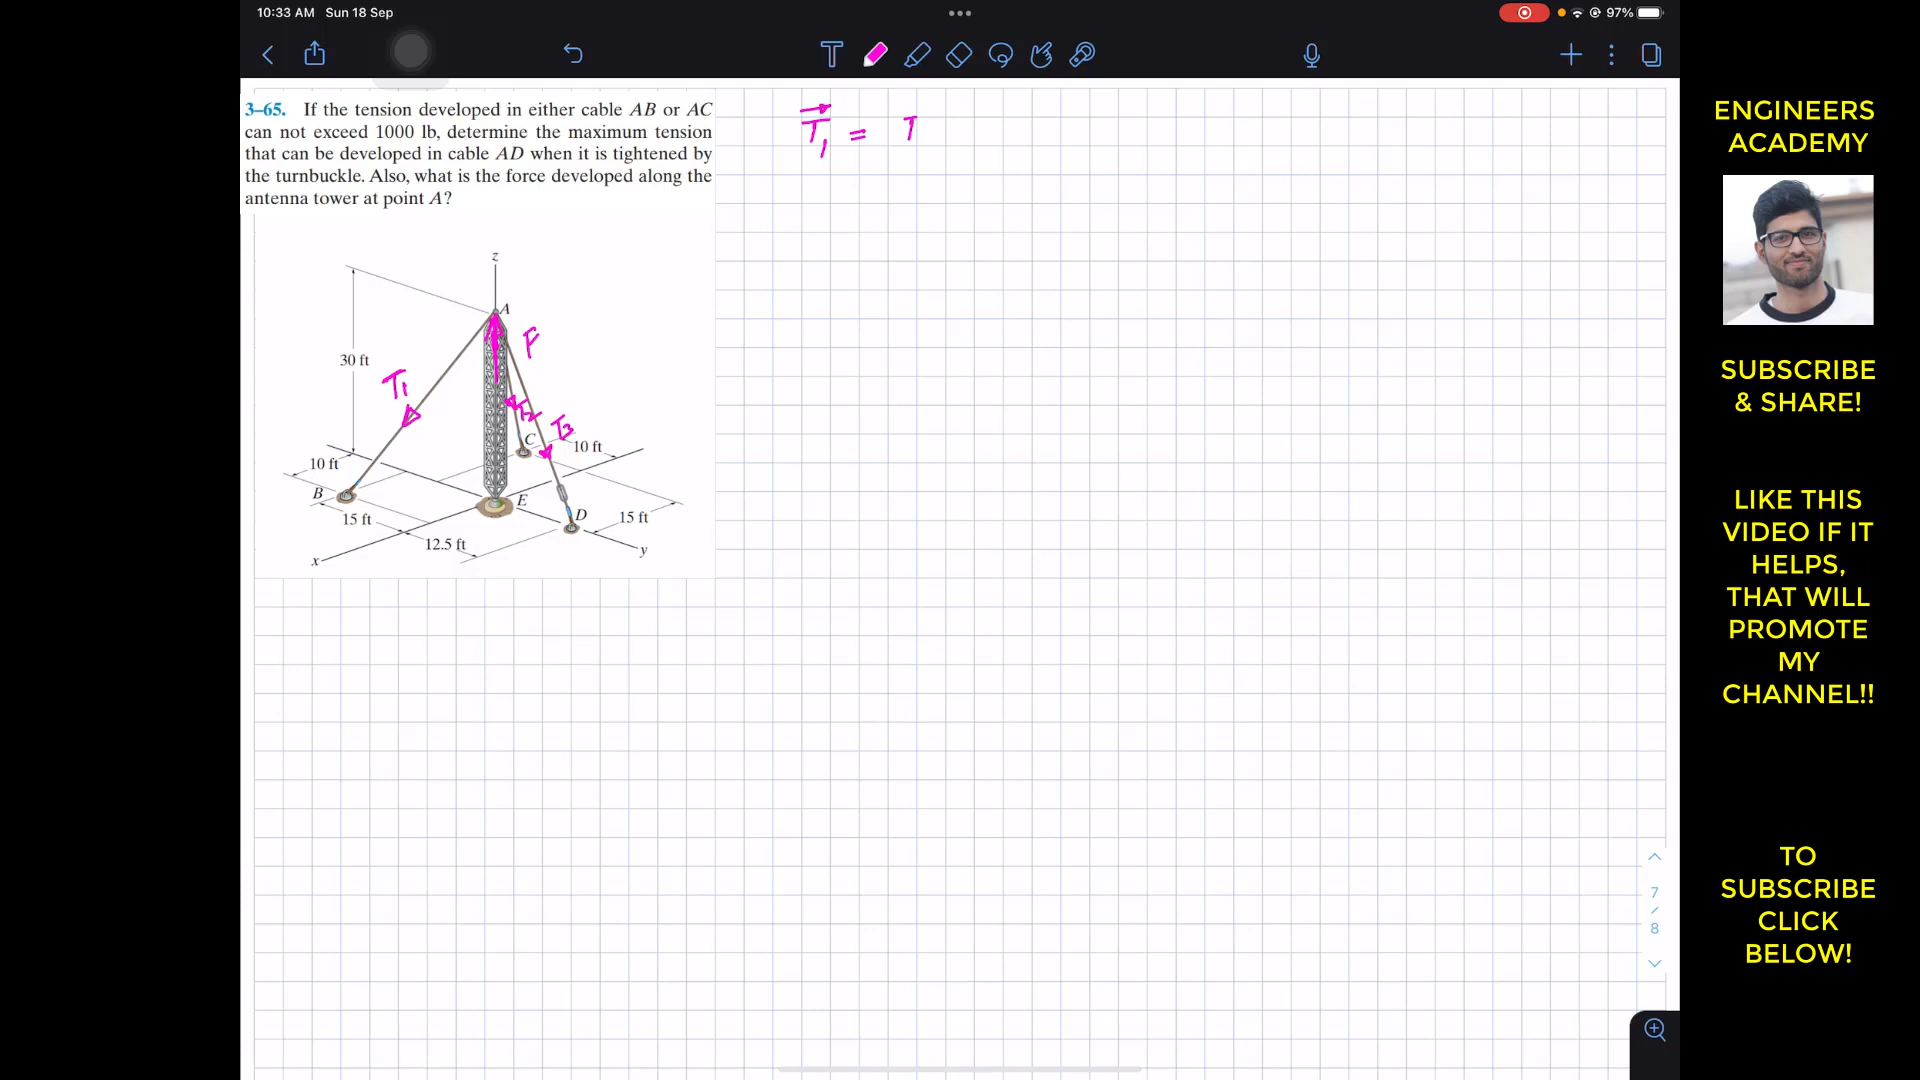 10:33 AM Sun 18 Sep
97%
3–65. If the tension developed in either cable AB or AC
can not exceed 1000 lb, determine the maximum tension
that can be developed in cable AD when it is tightened by
the turnbuckle. Also, what is the force developed along the
antenna tower at point A?
T₁ = T
z
A
F
30 ft
T₁
T₂
T₃
C
10 ft
10 ft
B
E
D
15 ft
15 ft
12.5 ft
x
y
ENGINEERS
ACADEMY
SUBSCRIBE
& SHARE!
LIKE THIS
VIDEO IF IT
HELPS,
THAT WILL
PROMOTE
MY
CHANNEL!!
TO
SUBSCRIBE
CLICK
BELOW!
7
/
8